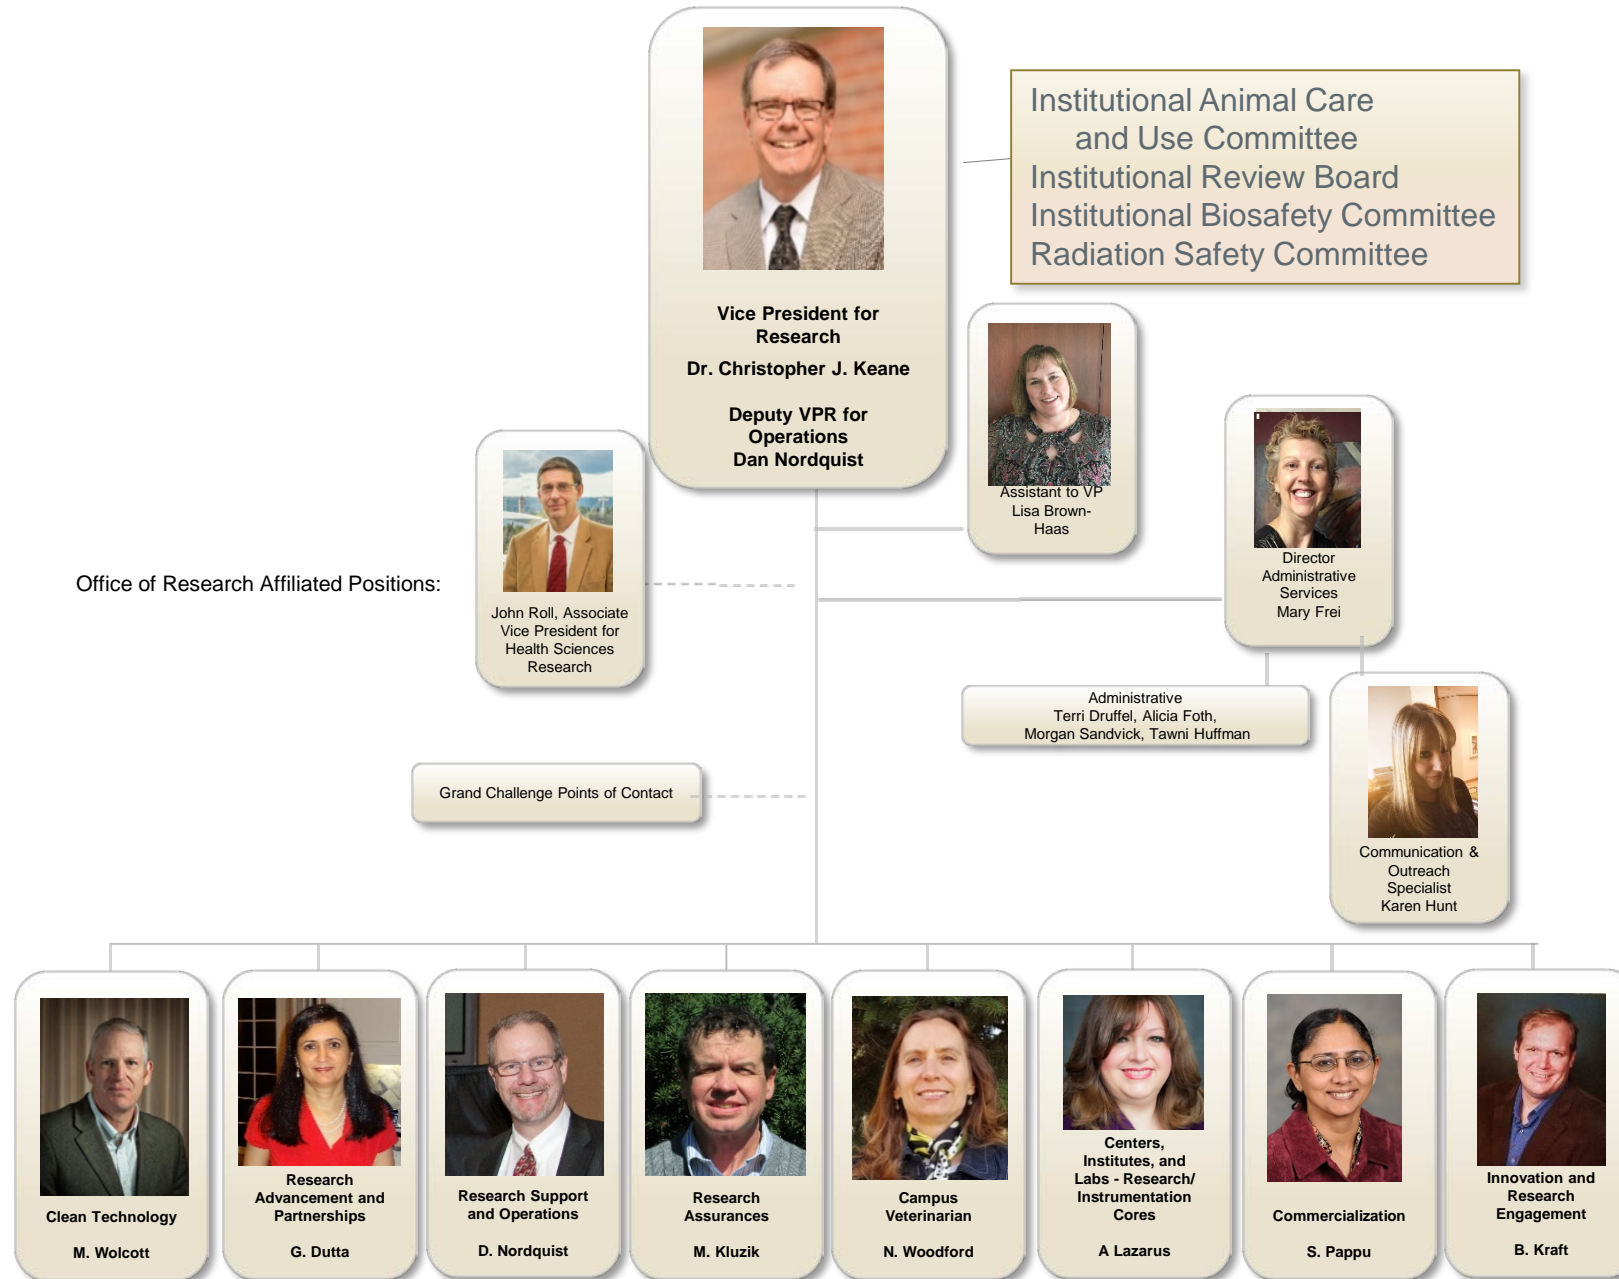 Institutional Animal Care
and Use Committee
Institutional Review Board
Institutional Biosafety Committee
Radiation Safety Committee
Vice President for
Research
Dr. Christopher J. Keane
Deputy VPR for
Operations
Dan Nordquist
Assistant to VP
Lisa Brown-
Haas
Director
Administrative
Services
Mary Frei
Office of Research Affiliated Positions:
John Roll, Associate
Vice President for
Health Sciences
Research
Administrative
Terri Druffel, Alicia Foth,
Morgan Sandvick, Tawni Huffman
Grand Challenge Points of Contact
Communication &
Outreach
Specialist
Karen Hunt
Clean Technology
M. Wolcott
Research
Advancement and
Partnerships
G. Dutta
Research Support
and Operations
D. Nordquist
Research
Assurances
M. Kluzik
Campus
Veterinarian
N. Woodford
Centers,
Institutes, and
Labs - Research/
Instrumentation
Cores
A Lazarus
Commercialization
S. Pappu
Innovation and
Research
Engagement
B. Kraft